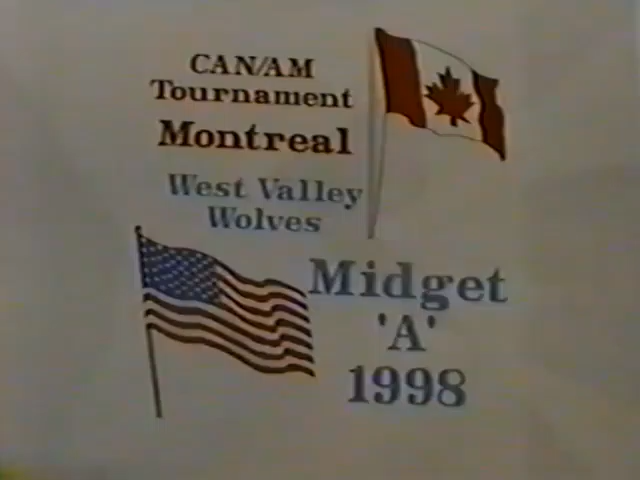 CAN/AM
Tournament
Montreal
West Valley
Wolves
Midget
'A'
1998